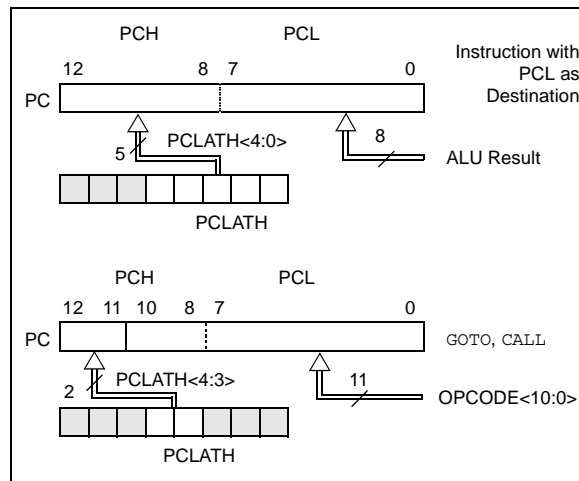 PCH PCL
12 8 7 0
Instruction with
PCL as
Destination
PC
5 PCLATH<4:0>
8
ALU Result
PCLATH
PCH PCL
12 11 10 8 7 0
PC
GOTO, CALL
2 PCLATH<4:3>
11
OPCODE<10:0>
PCLATH